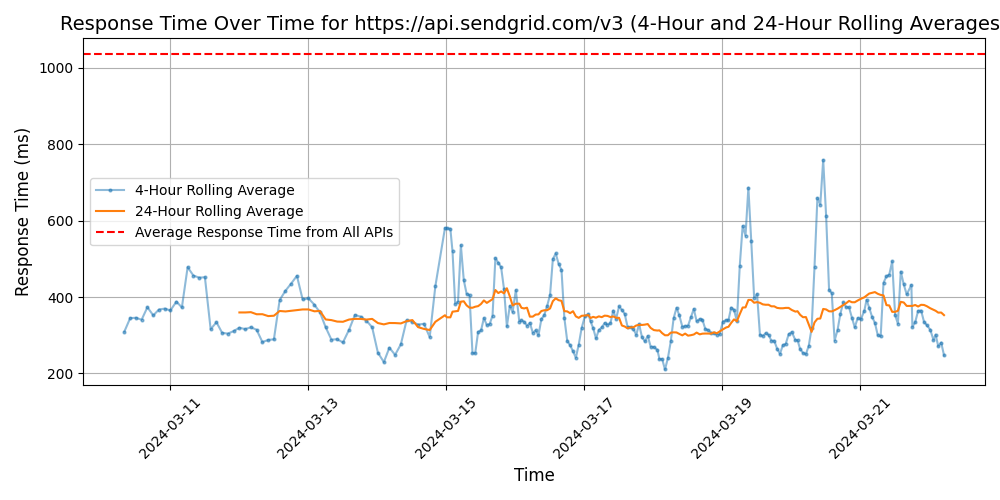 Response Time Over Time for https://api.sendgrid.com/v3 (4-Hour and 24-Hour Rolling Averages
Response Time (ms)
1000
800
600
400
200
4-Hour Rolling Average
24-Hour Rolling Average
Average Response Time from All APIs
2024-03-11
2024-03-13
2024-03-15
2024-03-17
2024-03-19
2024-03-21
Time